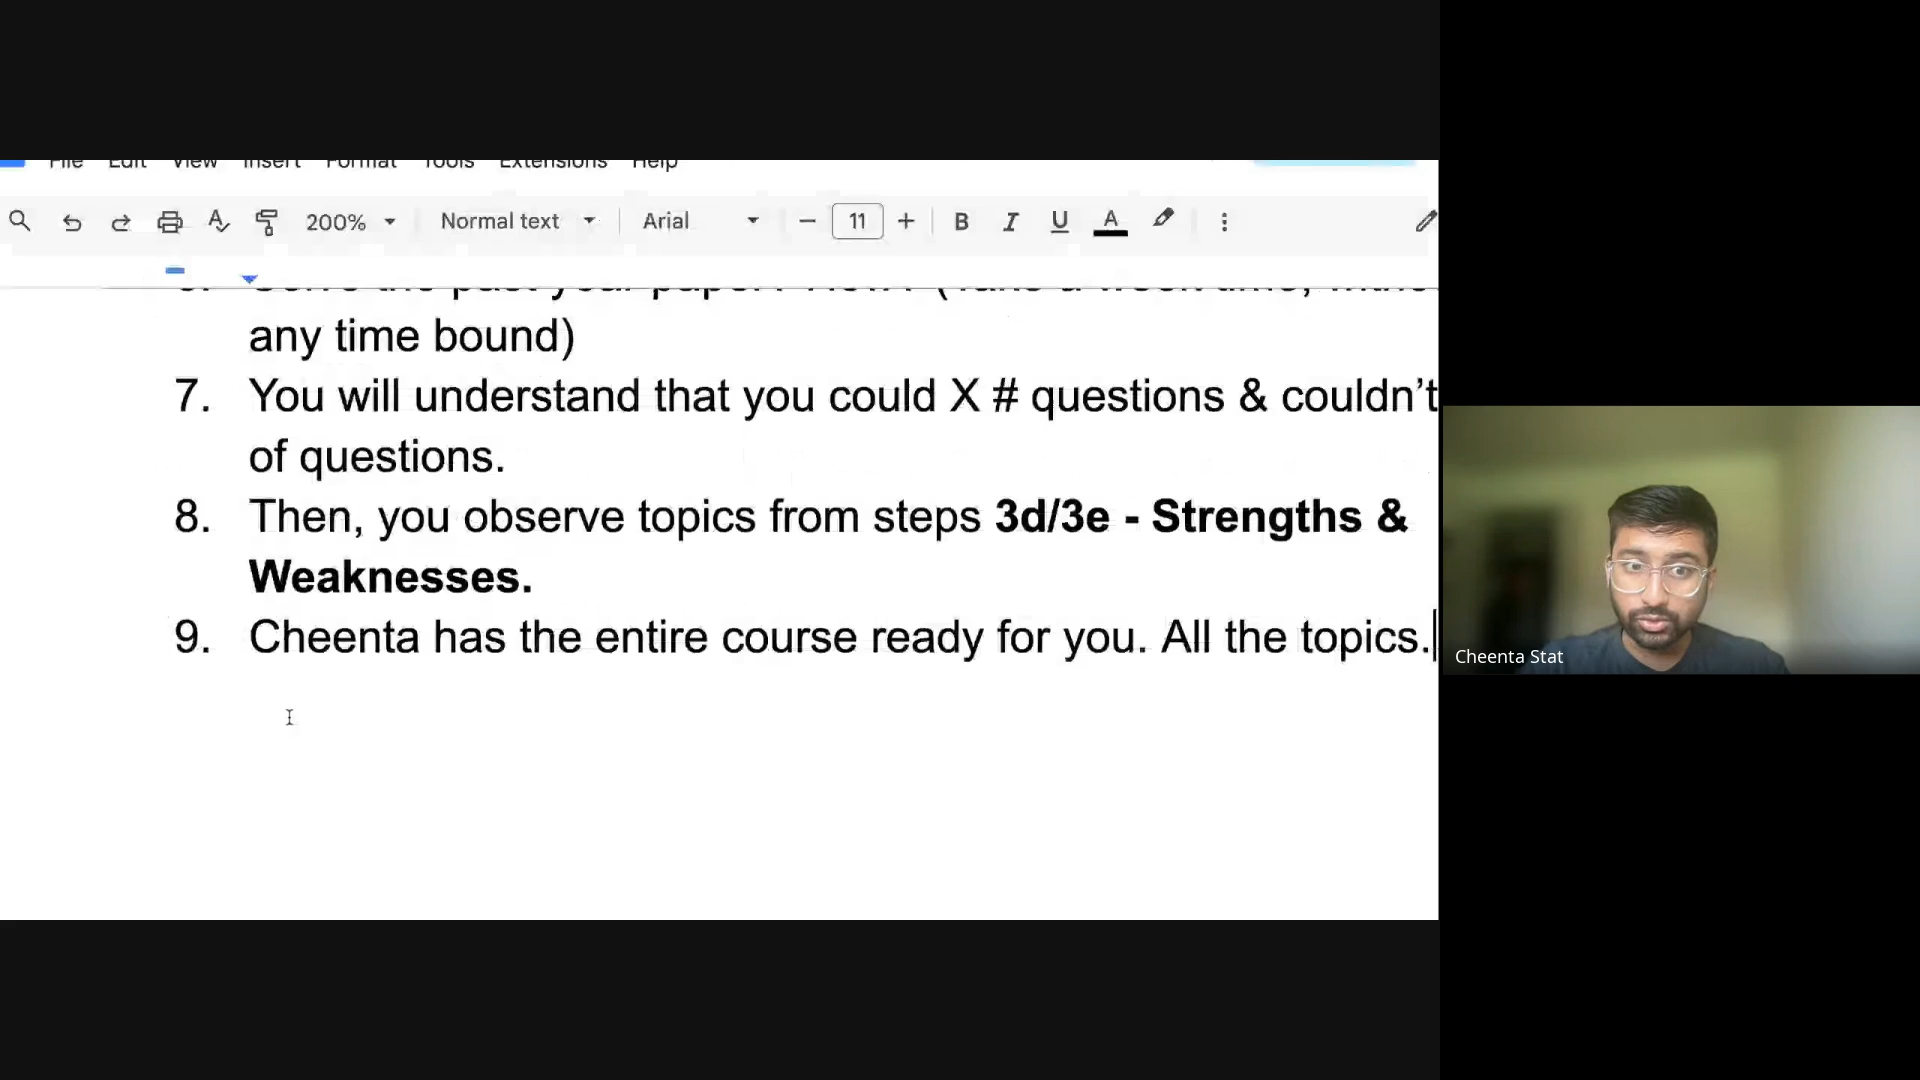 File Edit View Insert Format Tools Extensions Help
200% Normal text Arial 11 B I U A
any time bound)
7. You will understand that you could X # questions & couldn’t
of questions.
8. Then, you observe topics from steps 3d/3e - Strengths &
Weaknesses.
9. Cheenta has the entire course ready for you. All the topics.
Cheenta Stat